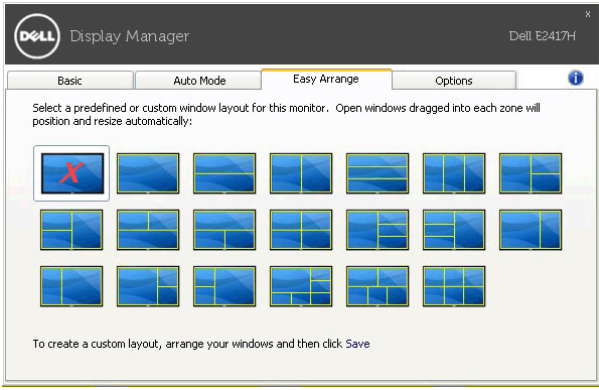 x
DELL Display Manager Dell E2417H
Basic Auto Mode Easy Arrange Options i
Select a predefined or custom window layout for this monitor. Open windows dragged into each zone will
position and resize automatically:
X
To create a custom layout, arrange your windows and then click Save